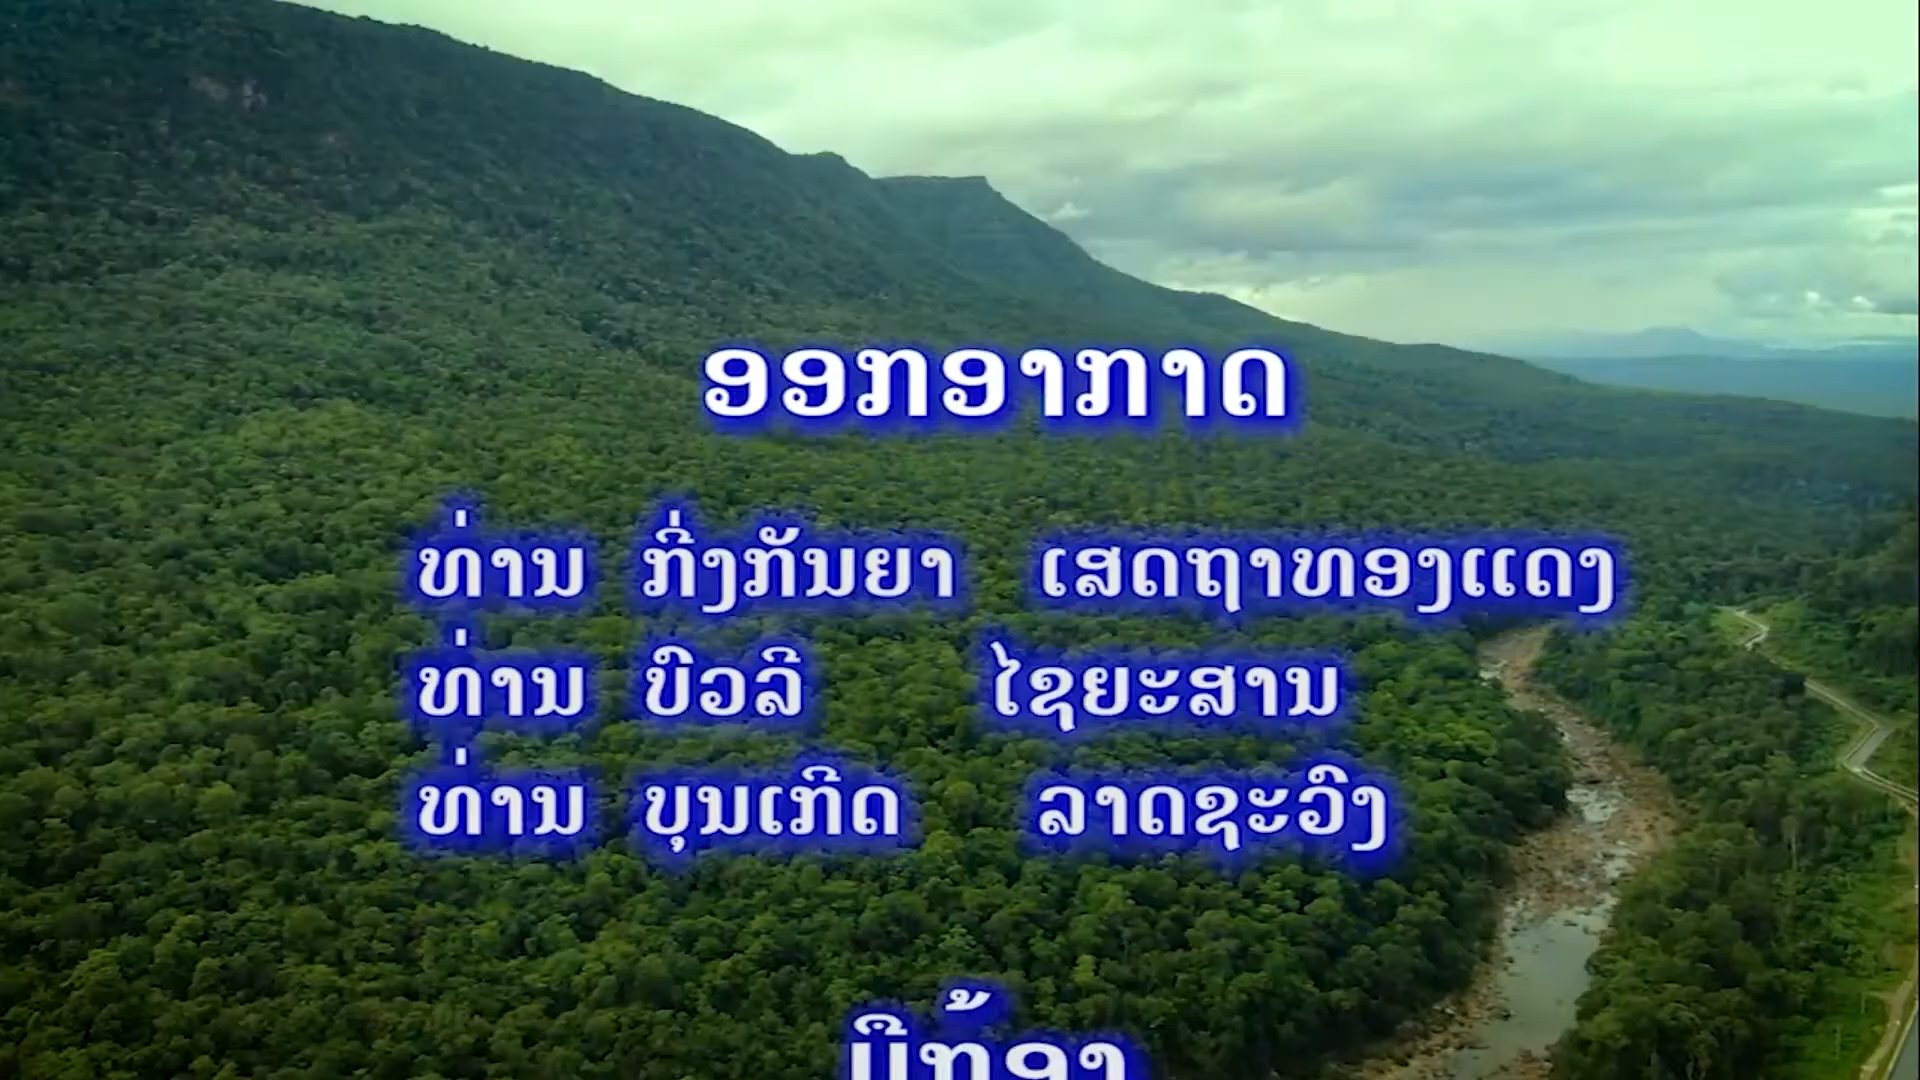 ອອກອາກາດ
ທ່ານ ກິ່ງກັນຍາ ເສດຖາທອງແດງ
ທ່ານ ບົວລີ ໄຊຍະສານ
ທ່ານ ບຸນເກີດ ລາດຊະວົງ